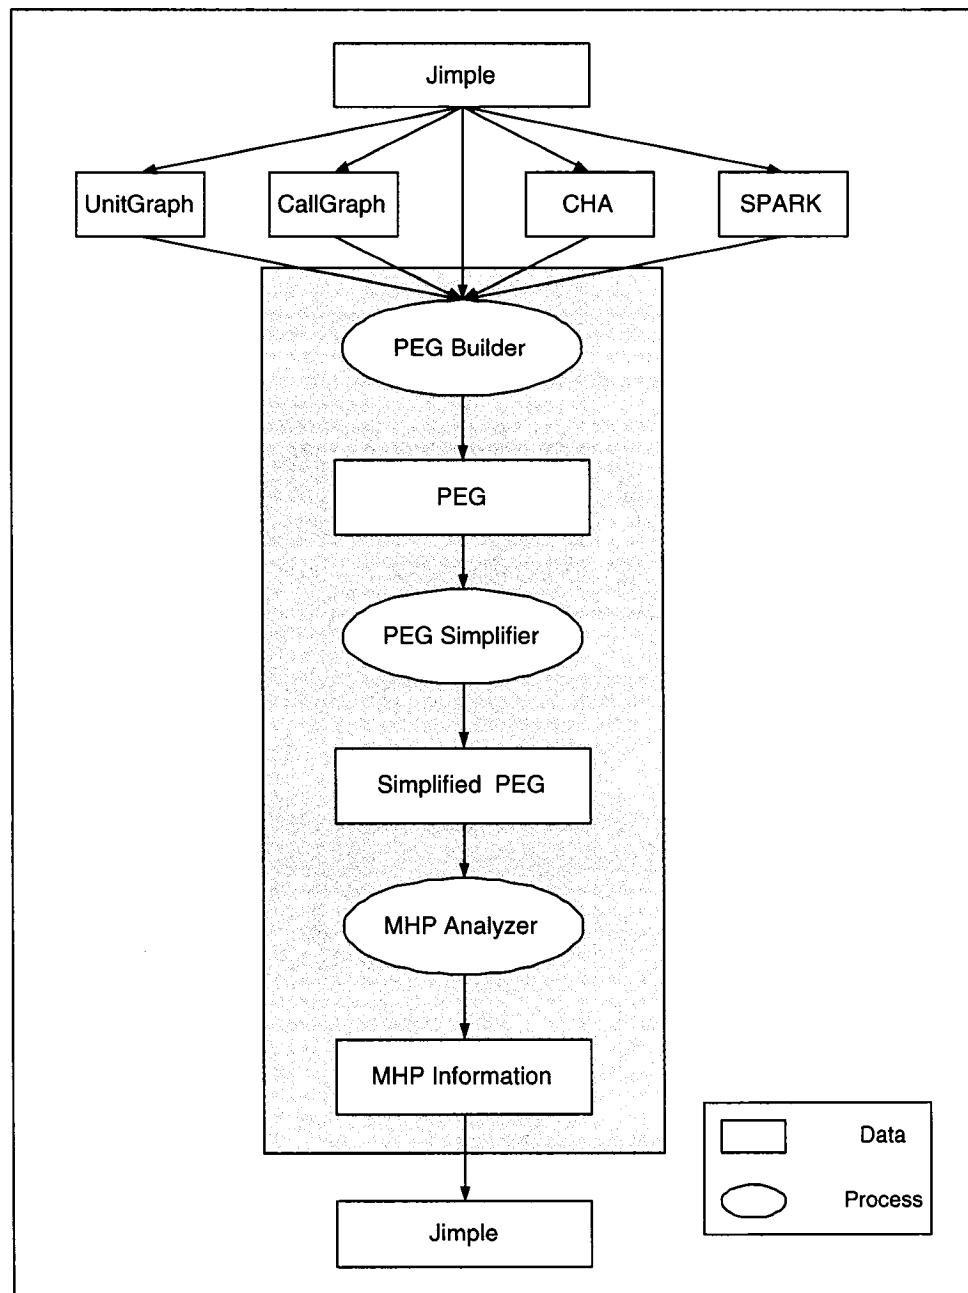 Jimple
UnitGraph
CallGraph
CHA
SPARK
PEG Builder
PEG
PEG Simplifier
Simplified PEG
MHP Analyzer
MHP Information
Jimple
Data
Process